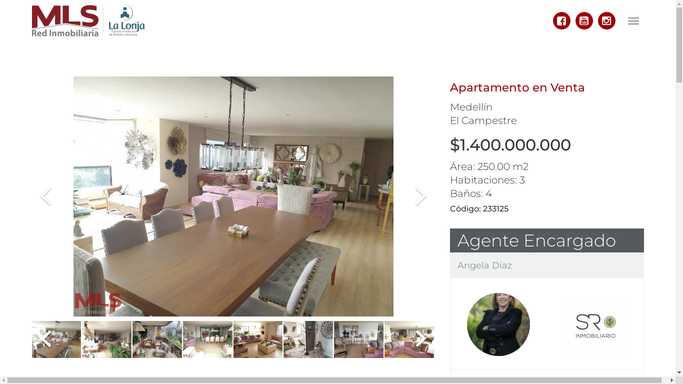 MLS
Red Inmobiliaria
La Lonja
Apartamento en Venta
Medellín
El Campestre
$1.400.000.000
Área: 250.00 m2
Habitaciones: 3
Baños: 4
Código: 233125
Agente Encargado
Angela Díaz
MLS
SR
INMOBILIARIO